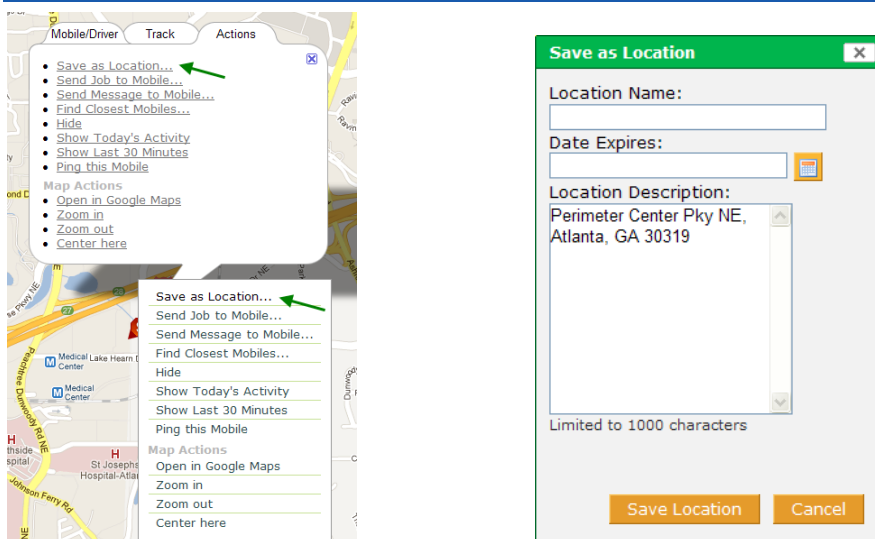 Mobile/Driver
Track
Actions
Save as Location...
Send Job to Mobile...
Send Message to Mobile...
Find Closest Mobiles...
Hide
Show Today's Activity
Show Last 30 Minutes
Ping this Mobile
Map Actions
Open in Google Maps
Zoom in
Zoom out
Center here
Save as Location...
Send Job to Mobile...
Send Message to Mobile...
Find Closest Mobiles...
Hide
Show Today's Activity
Show Last 30 Minutes
Ping this Mobile
Map Actions
Open in Google Maps
Zoom in
Zoom out
Center here
NE
Pkwy NE
27
Medical
Center
Lake Hearn
Medical
Center
Peachtree Dunwoody Rd NE
H
H
St Josephs
Hospital-Atla
Johnson Ferry Rd
Save as Location
Location Name:
Date Expires:
Location Description:
Perimeter Center Pky NE,
Atlanta, GA 30319
Limited to 1000 characters
Save Location
Cancel